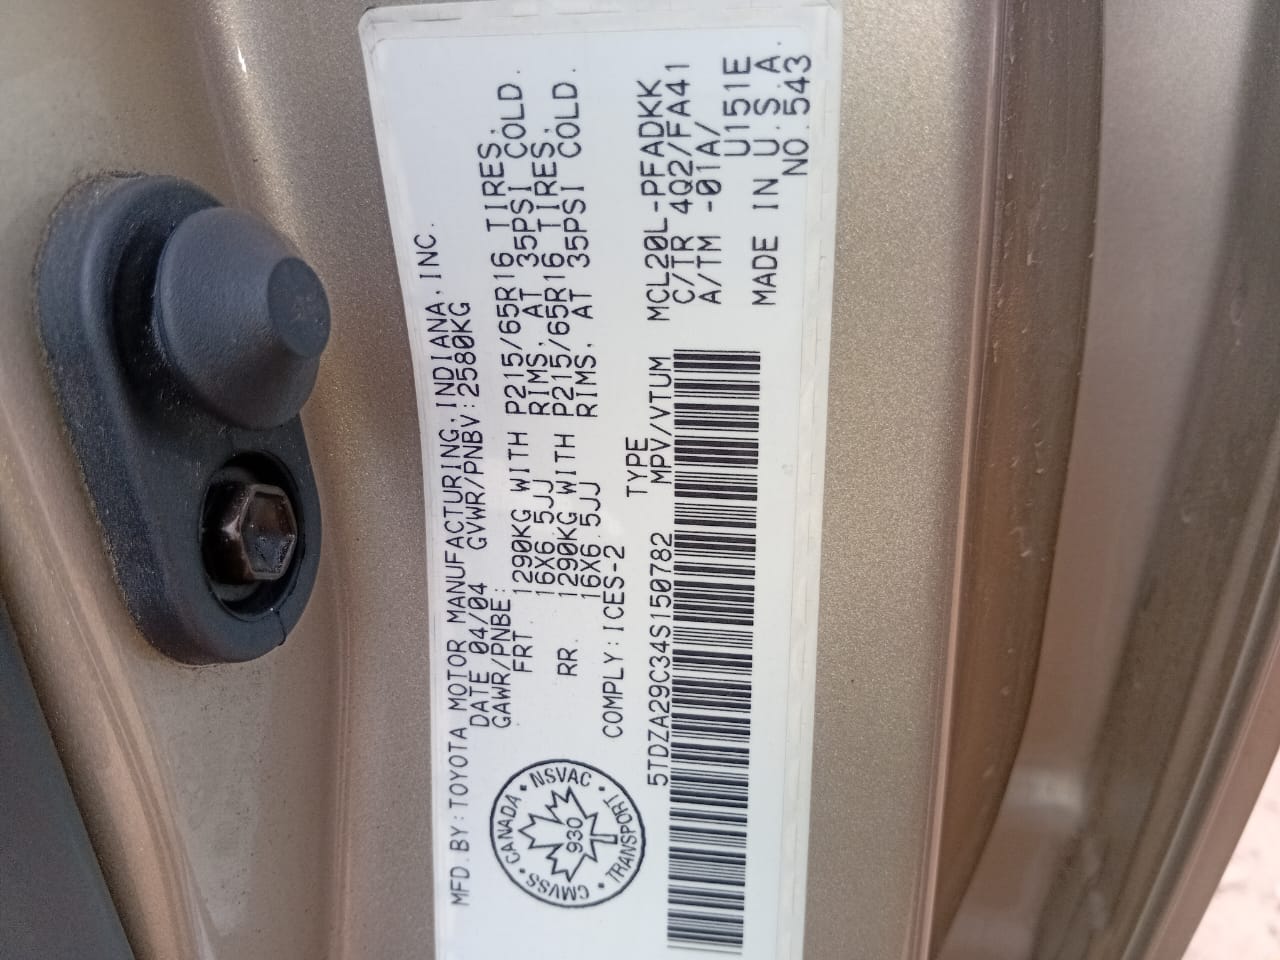 MFD.BY:TOYOTA MOTOR MANUFACTURING,INDIANA,INC.
DATE 04/04 GVWR/PNBV:2580KG
GAWR/PNBE:
FRT. 1290KG WITH P215/65R16 TIRES,
16X6.5JJ RIMS, AT 35PSI COLD.
RR. 1290KG WITH P215/65R16 TIRES,
16X6.5JJ RIMS, AT 35PSI COLD.
COMPLY:ICES-2
TYPE
5TDZA29C34S150782 MPV/VTUM
MCL20L-PFADKK
C/TR 4Q2/FA41
A/TM -01A/
U151E
MADE IN U.S.A.
NO.543
CANADA • NSVAC • TRANSPORT • CMVSS •
930